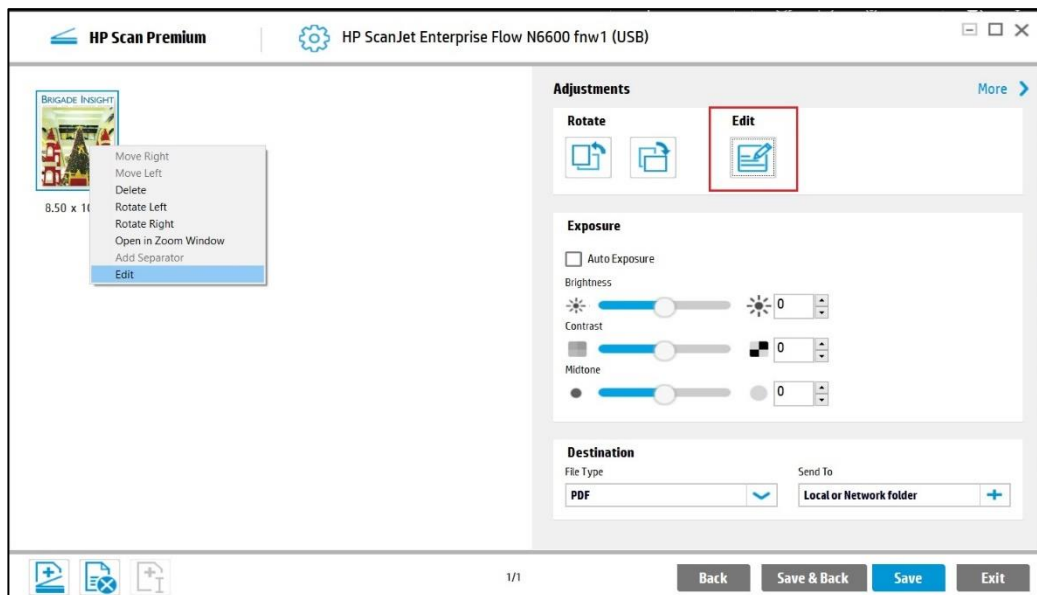 HP Scan Premium
HP ScanJet Enterprise Flow N6600 fnw1 (USB)
BRIGADE INSIGHT
8.50 x 1
Move Right
Move Left
Delete
Rotate Left
Rotate Right
Open in Zoom Window
Add Separator
Edit
Adjustments
More
Rotate
Edit
Exposure
Auto Exposure
Brightness
0
Contrast
0
Midtone
0
Destination
File Type
Send To
PDF
Local or Network folder
1/1
Back
Save & Back
Save
Exit